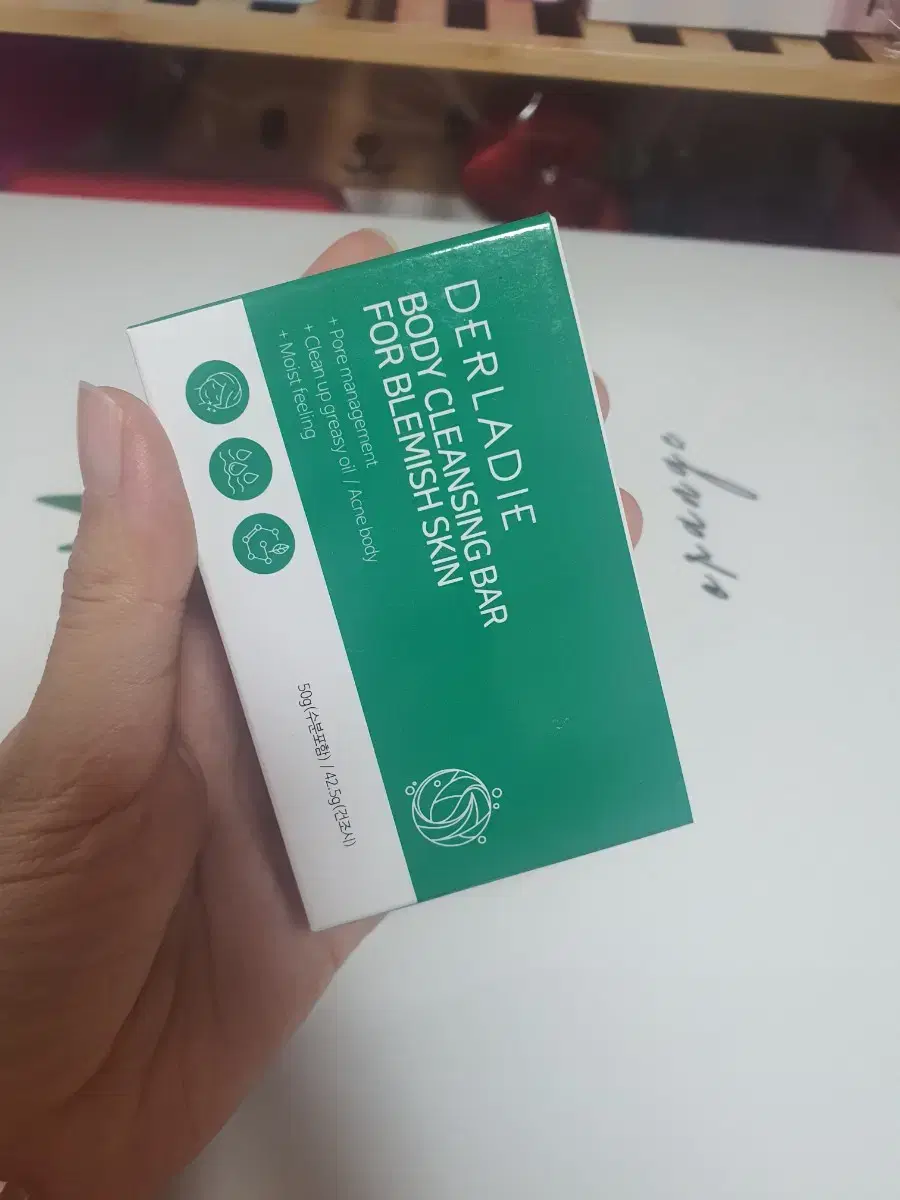 DERLADIE
BODY CLEANSING BAR
FOR BLEMISH SKIN
+ Pore management
+ Clean up greasy oil / Acne body
+ Moist feeling
50g(수분포함) / 42.5g(건조시)
orango